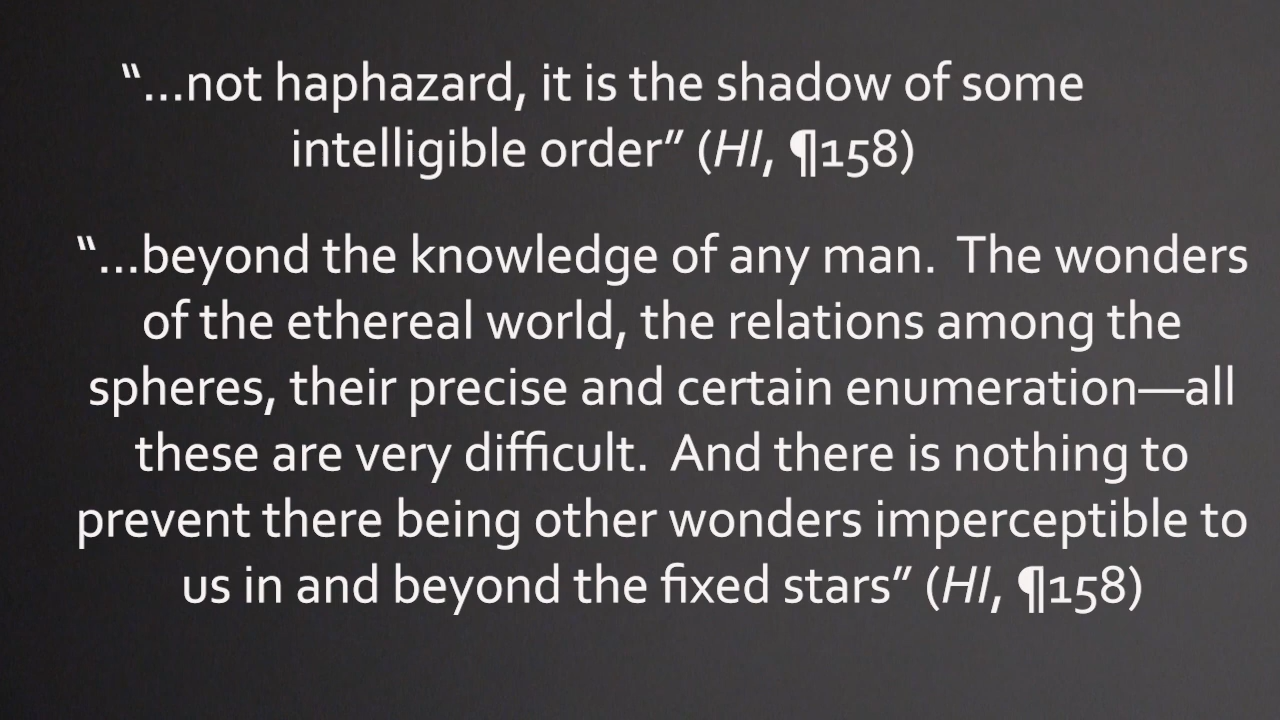 “…not haphazard, it is the shadow of some
intelligible order” (HI, ¶158)
“…beyond the knowledge of any man.  The wonders
of the ethereal world, the relations among the
spheres, their precise and certain enumeration—all
these are very difficult.  And there is nothing to
prevent there being other wonders imperceptible to
us in and beyond the fixed stars” (HI, ¶158)